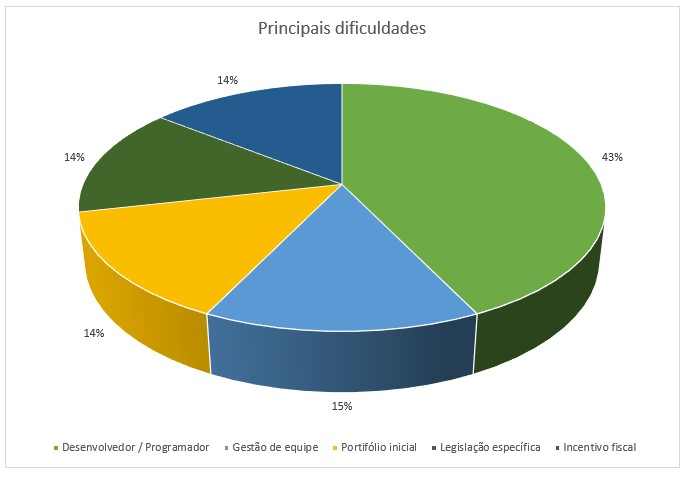 Principais dificuldades
14%
43%
14%
14%
15%
Desenvolvedor / Programador Gestão de equipe Portifólio inicial Legislação específica Incentivo fiscal